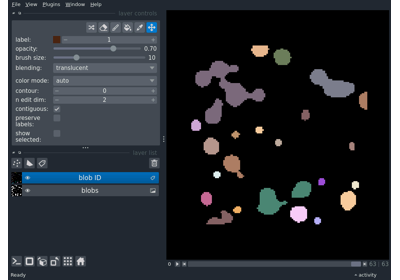 File View Plugins Window Help
layer controls
label: 1
opacity: 0.70
brush size: 10
blending: translucent
color mode: auto
contour: 0
n edit dim: 2
contiguous:
preserve
labels:
show
selected:
layer list
blob ID
blobs
0 63 63
Ready
activity